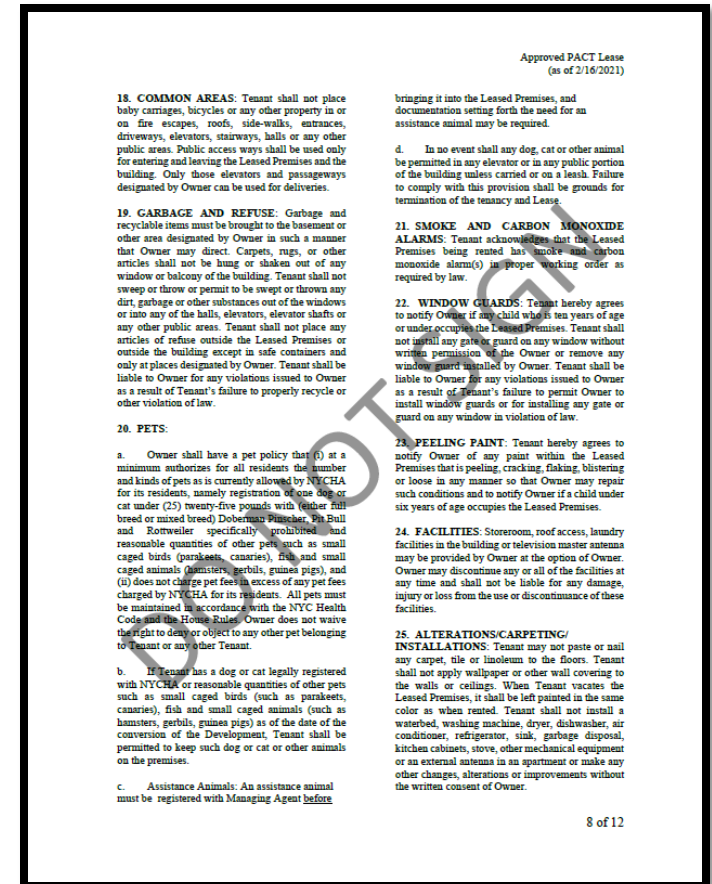 Approved PACT Lease
(as of 2/16/2021)
18. COMMON AREAS: Tenant shall not place
baby carriages, bicycles or any other property in or
on fire escapes, roofs, side-walks, entrances,
driveways, elevators, stairways, halls or any other
public areas. Public access ways shall be used only
for entering and leaving the Leased Premises and the
building. Only those elevators and passageways
designated by Owner can be used for deliveries.
19. GARBAGE AND REFUSE: Garbage and
recyclable items must be brought to the basement or
other area designated by Owner in such a manner
that Owner may direct. Carpets, rugs, or other
articles shall not be hung or shaken out of any
window or balcony of the building. Tenant shall not
sweep or throw or permit to be swept or thrown any
dirt, garbage or other substances out of the windows
or into any of the halls, elevators, elevator shafts or
any other public areas. Tenant shall not place any
articles of refuse outside the Leased Premises or
outside the building except in safe containers and
only at places designated by Owner. Tenant shall be
liable to Owner for any violations issued to Owner
as a result of Tenant's failure to properly recycle or
other violation of law.
20. PETS:
a. Owner shall have a pet policy that (i) at a
minimum authorizes for all residents the number
and kinds of pets as is currently allowed by NYCHA
for its residents, namely registration of one dog or
cat under (25) twenty-five pounds with (either full
breed or mixed breed) Doberman Pinscher, Pit Bull
and Rottweiler specifically prohibited and
reasonable quantities of other pets such as small
caged birds (parakeets, canaries), fish and small
caged animals (hamsters, gerbils, guinea pigs), and
(ii) does not charge pet fees in excess of any pet fees
charged by NYCHA for its residents. All pets must
be maintained in accordance with the NYC Health
Code and the House Rules. Owner does not waive
the right to deny or object to any other pet belonging
to Tenant or any other Tenant.
b. If Tenant has a dog or cat legally registered
with NYCHA or reasonable quantities of other pets
such as small caged birds (such as parakeets,
canaries), fish and small caged animals (such as
hamsters, gerbils, guinea pigs) as of the date of the
conversion of the Development, Tenant shall be
permitted to keep such dog or cat or other animals
on the premises.
c. Assistance Animals: An assistance animal
must be registered with Managing Agent before
bringing it into the Leased Premises, and
documentation setting forth the need for an
assistance animal may be required.
d. In no event shall any dog, cat or other animal
be permitted in any elevator or in any public portion
of the building unless carried or on a leash. Failure
to comply with this provision shall be grounds for
termination of the tenancy and Lease.
21. SMOKE AND CARBON MONOXIDE
ALARMS: Tenant acknowledges that the Leased
Premises being rented has smoke and carbon
monoxide alarm(s) in proper working order as
required by law.
22. WINDOW GUARDS: Tenant hereby agrees
to notify Owner if any child who is ten years of age
or under occupies the Leased Premises. Tenant shall
not install any gate or guard on any window without
written permission of the Owner or remove any
window guard installed by Owner. Tenant shall be
liable to Owner for any violations issued to Owner
as a result of Tenant's failure to permit Owner to
install window guards or for installing any gate or
guard on any window in violation of law.
23. PEELING PAINT: Tenant hereby agrees to
notify Owner of any paint within the Leased
Premises that is peeling, cracking, flaking, blistering
or loose in any manner so that Owner may repair
such conditions and to notify Owner if a child under
six years of age occupies the Leased Premises.
24. FACILITIES: Storeroom, roof access, laundry
facilities in the building or television master antenna
may be provided by Owner at the option of Owner.
Owner may discontinue any or all of the facilities at
any time and shall not be liable for any damage,
injury or loss from the use or discontinuance of these
facilities.
25. ALTERATIONS/CARPETING/
INSTALLATIONS: Tenant may not paste or nail
any carpet, tile or linoleum to the floors. Tenant
shall not apply wallpaper or other wall covering to
the walls or ceilings. When Tenant vacates the
Leased Premises, it shall be left painted in the same
color as when rented. Tenant shall not install a
waterbed, washing machine, dryer, dishwasher, air
conditioner, refrigerator, sink, garbage disposal,
kitchen cabinets, stove, other mechanical equipment
or an external antenna in an apartment or make any
other changes, alterations or improvements without
the written consent of Owner.
DO NOT SIGN
8 of 12